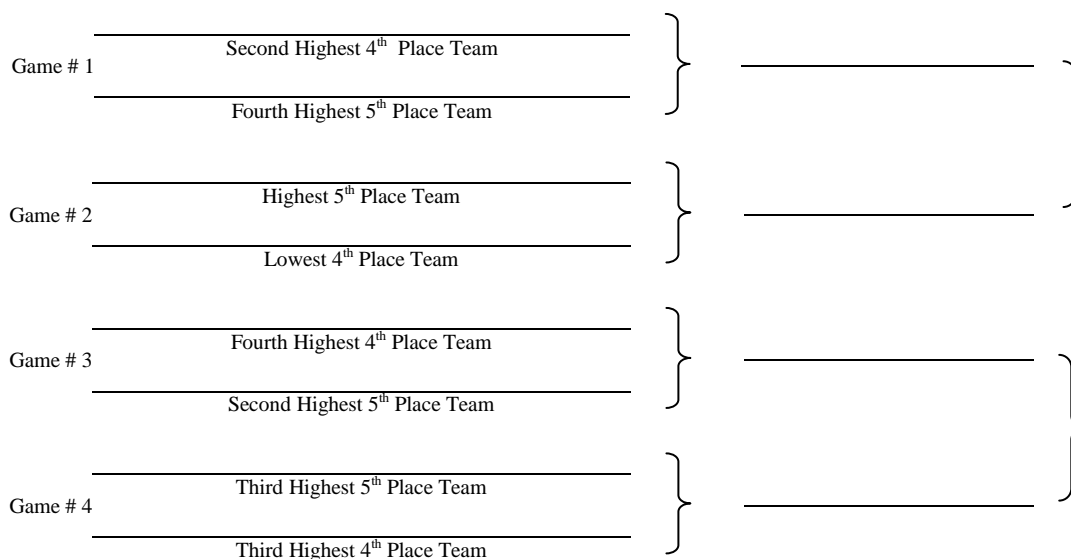 Second Highest 4th Place Team
Game # 1
Fourth Highest 5th Place Team
Highest 5th Place Team
Game # 2
Lowest 4th Place Team
Fourth Highest 4th Place Team
Game # 3
Second Highest 5th Place Team
Third Highest 5th Place Team
Game # 4
Third Highest 4th Place Team